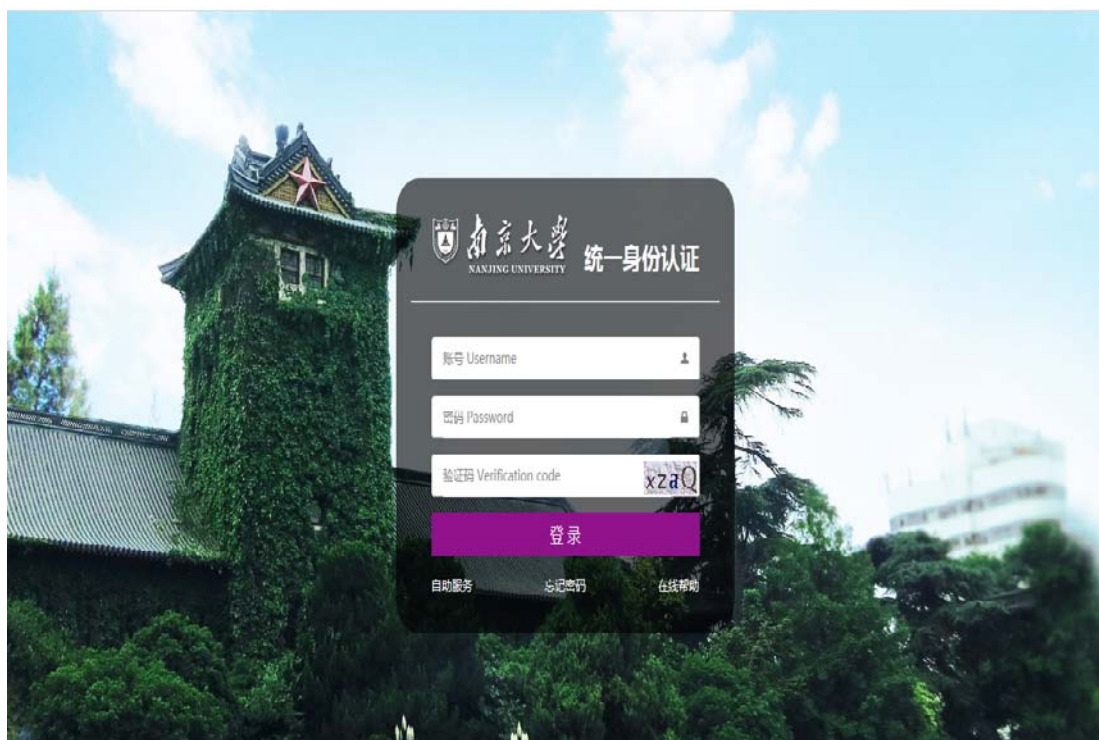 南京大学
NANJING UNIVERSITY
统一身份认证
账号 Username
密码 Password
验证码 Verification code
xzaQ
登录
自助服务 忘记密码 在线帮助